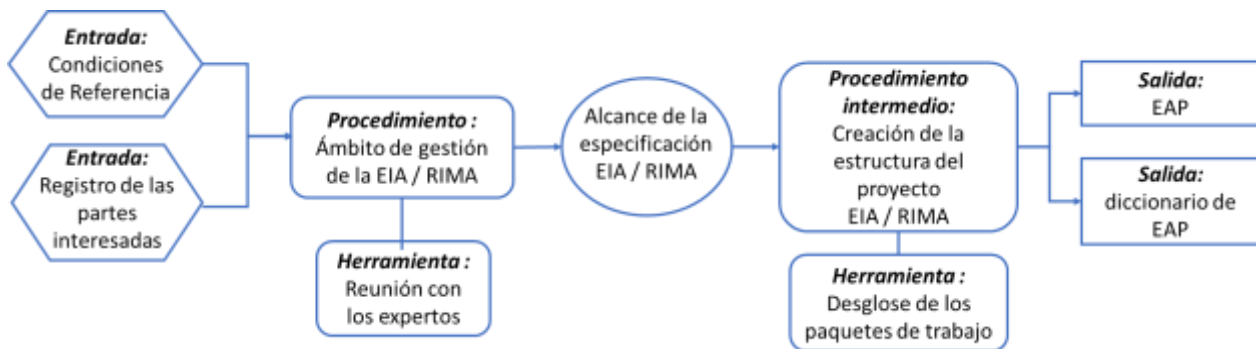 Entrada:
Condiciones
de Referencia
Entrada:
Registro de las
partes
interesadas
Procedimiento :
Ámbito de gestión
de la EIA / RIMA
Herramienta :
Reunión con
los expertos
Alcance de la
especificación
EIA / RIMA
Procedimiento
intermedio:
Creación de la
estructura del
proyecto
EIA / RIMA
Herramienta :
Desglose de los
paquetes de trabajo
Salida:
EAP
Salida:
diccionario de
EAP